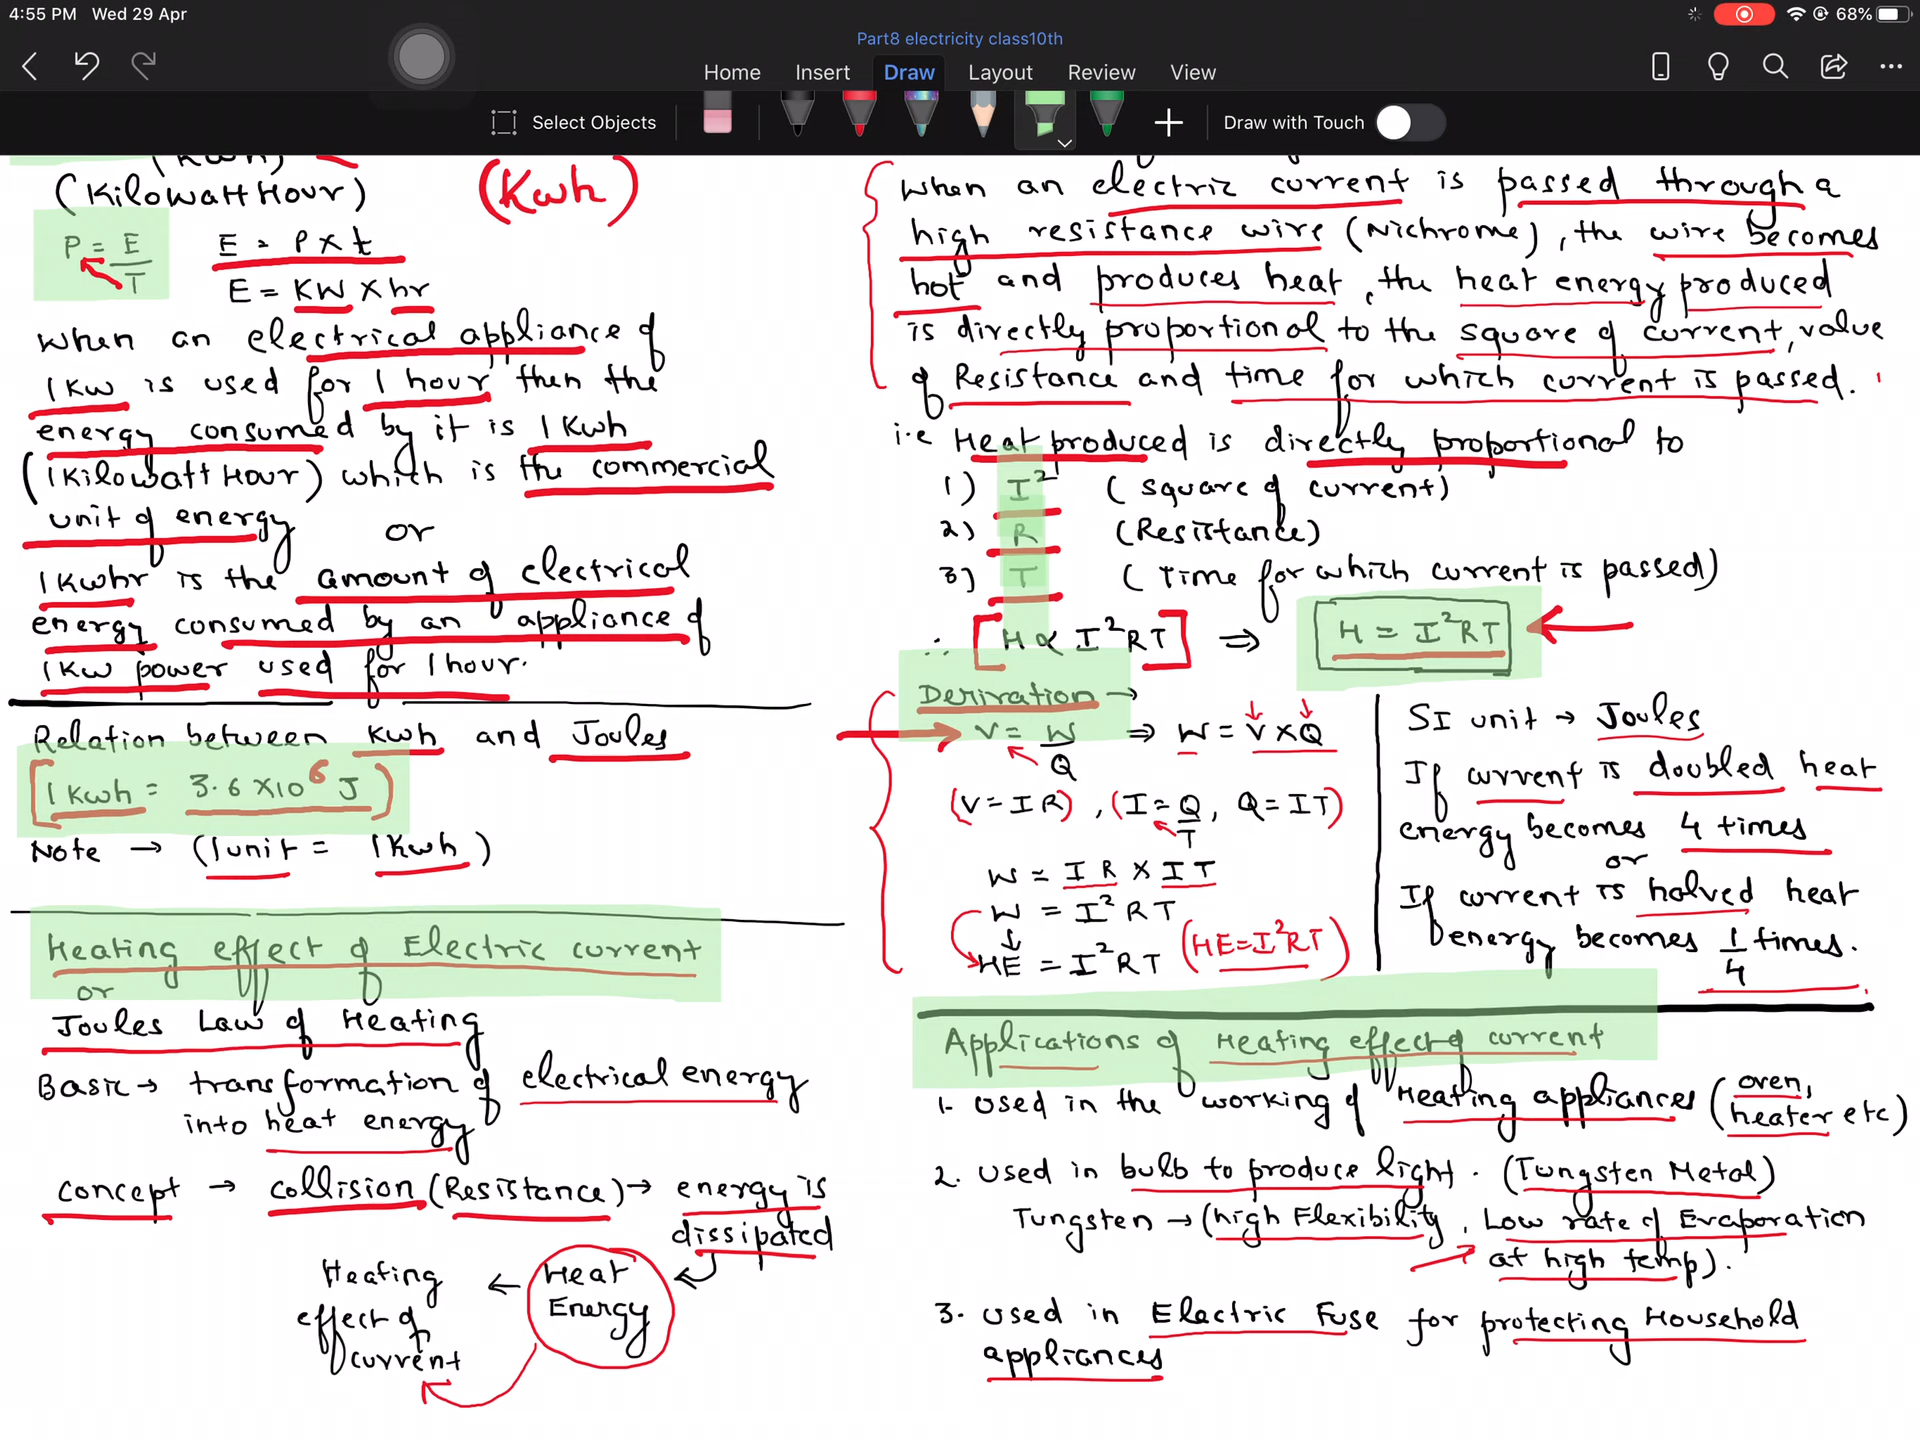 4:55 PM Wed 29 Apr
68%
Part8 electricity class10th
Home Insert Draw Layout Review View
Select Objects
Draw with Touch
(KilowattHour)
(Kwh)
P = E/T
E = P X t
E = KW X hr
When an electrical appliance of
1 KW is used for 1 hour then the
energy consumed by it is 1 Kwh
(1 Kilowatt Hour) which is the commercial
unit of energy or
1 Kwhr is the amount of electrical
energy consumed by an appliance of
1 KW power used for 1 hour.
Relation between Kwh and Joules
[1 Kwh = 3.6 X10⁶ J]
Note → (1 unit = 1 Kwh)
Heating effect of Electric current
or
Joules Law of Heating
Basic → transformation of electrical energy
into heat energy
concept → collision (Resistance) → energy is
dissipated
Heating ← Heat
effect of Energy
current
When an electric current is passed through a
high resistance wire (Nichrome), the wire becomes
hot and produces heat, the heat energy produced
is directly proportional to the square of current, value
of Resistance and time for which current is passed.
i.e Heat produced is directly proportional to
1) I² (square of current)
2) R (Resistance)
3) T (Time for which current is passed)
∴ [H ∝ I²RT] ⇒ H = I²RT
Derivation →
V = W/Q ⇒ W = V X Q
(V = IR), (I = Q/T, Q = IT)
W = I R X I T
W = I² R T
↓
HE = I² R T (HE = I²RT)
SI unit → Joules
If current is doubled heat
energy becomes 4 times
or
If current is halved heat
energy becomes 1/4 times.
Applications of Heating effect of current
1. Used in the working of Heating appliances (oven,
heater etc)
2. Used in bulb to produce light. (Tungsten Metal)
Tungsten → (high Flexibility, Low rate of Evaporation
at high temp).
3. Used in Electric Fuse for protecting Household
appliances